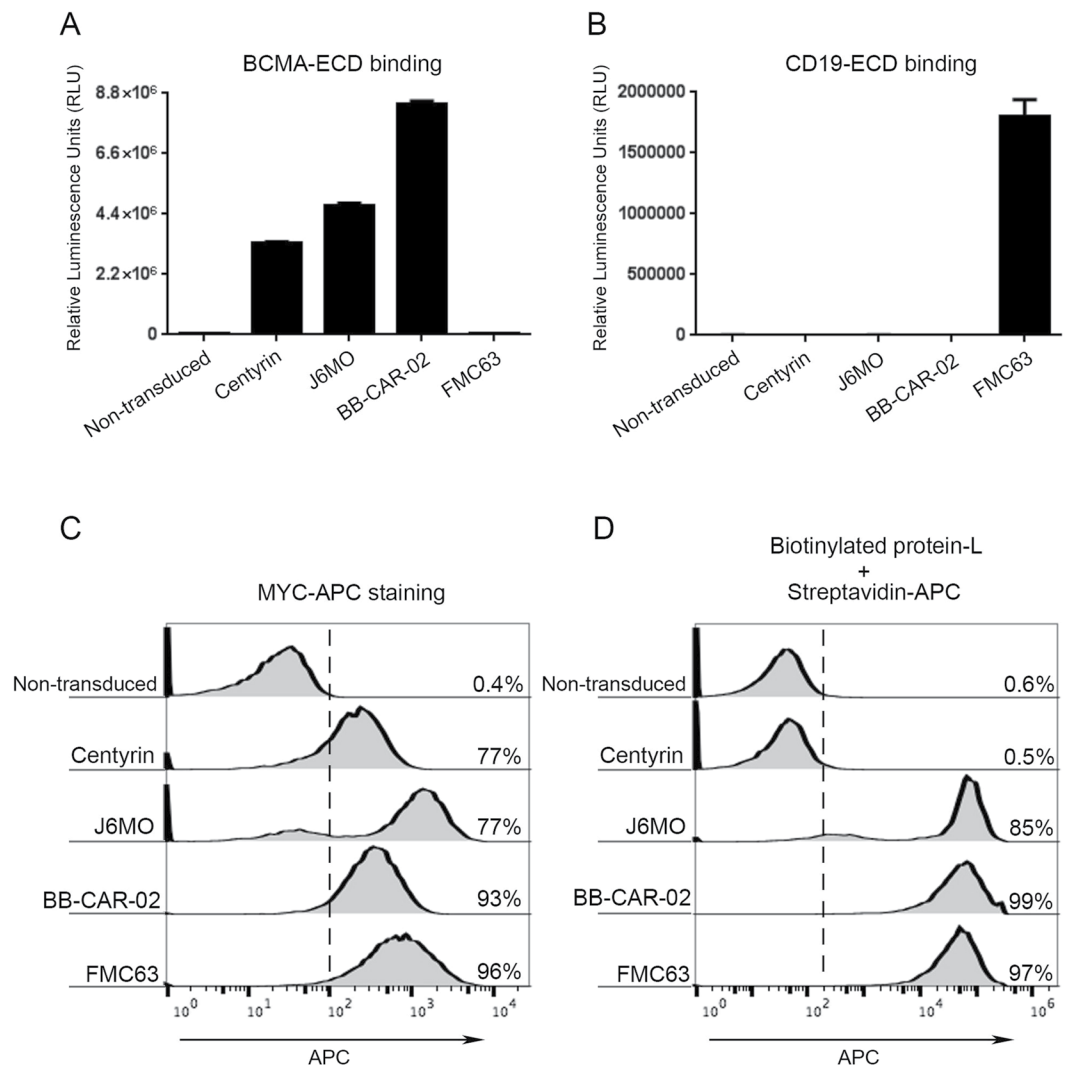 A
BCMA-ECD binding
Relative Luminescence Units (RLU)
8.8×10⁶
6.6×10⁶
4.4×10⁶
2.2×10⁶
0
Non-transduced
Centyrin
J6MO
BB-CAR-02
FMC63
B
CD19-ECD binding
Relative Luminescence Units (RLU)
2000000
1500000
1000000
500000
0
Non-transduced
Centyrin
J6MO
BB-CAR-02
FMC63
C
MYC-APC staining
Non-transduced 0.4%
Centyrin 77%
J6MO 77%
BB-CAR-02 93%
FMC63 96%
10⁰ 10¹ 10² 10³ 10⁴
APC
D
Biotinylated protein-L
+
Streptavidin-APC
Non-transduced 0.6%
Centyrin 0.5%
J6MO 85%
BB-CAR-02 99%
FMC63 97%
10⁰ 10² 10⁴ 10⁶
APC